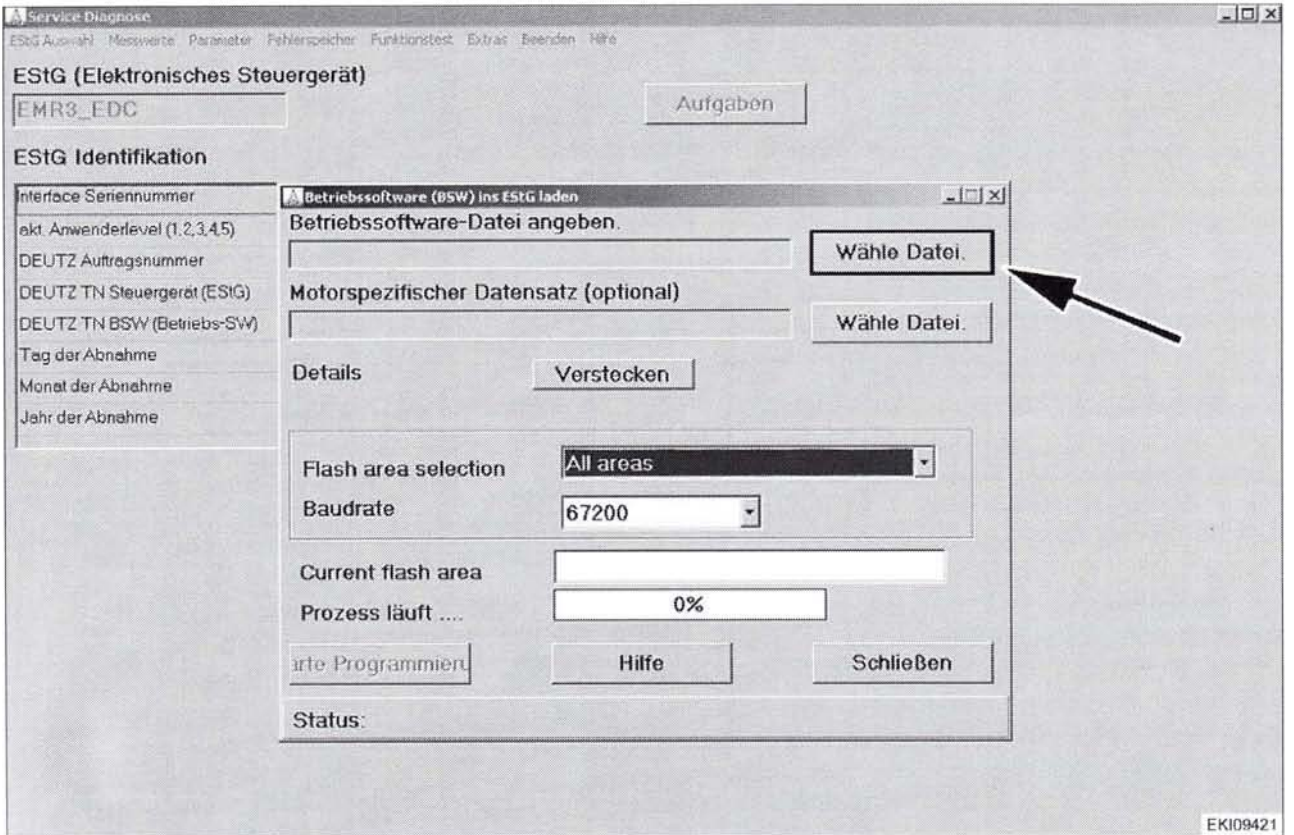 Service Diagnose
EStG Auswahl Messwerte Parameter Fehlerspeicher Funktionstest Extras Beenden Hilfe
EStG (Elektronisches Steuergerät)
EMR3_EDC
Aufgaben
EStG Identifikation
Interface Seriennummer
akt. Anwenderlevel (1,2,3,4,5)
DEUTZ Auftragsnummer
DEUTZ TN Steuergerät (EStG)
DEUTZ TN BSW (Betriebs-SW)
Tag der Abnahme
Monat der Abnahme
Jahr der Abnahme
Betriebssoftware (BSW) ins EStG laden
Betriebssoftware-Datei angeben.
Wähle Datei.
Motorspezifischer Datensatz (optional)
Wähle Datei.
Details
Verstecken
Flash area selection
All areas
Baudrate
67200
Current flash area
Prozess läuft ....
0%
arte Programmieru
Hilfe
Schließen
Status:
EKI09421